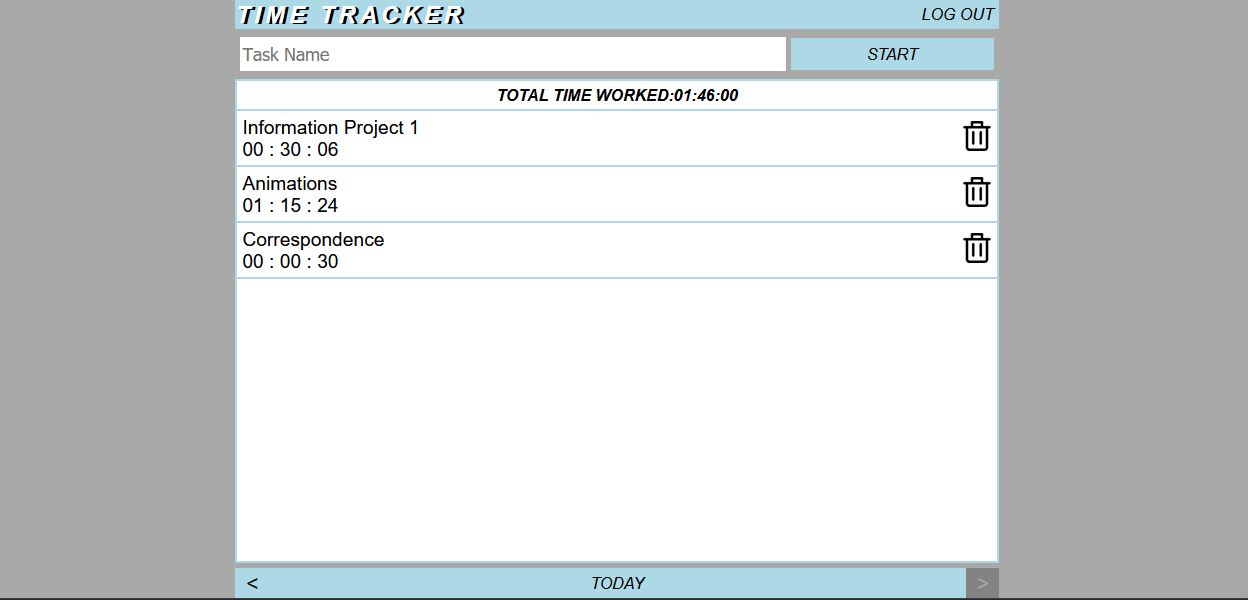 TIME TRACKER
LOG OUT
Task Name
START
TOTAL TIME WORKED:01:46:00
Information Project 1
00 : 30 : 06
Animations
01 : 15 : 24
Correspondence
00 : 00 : 30
< TODAY >